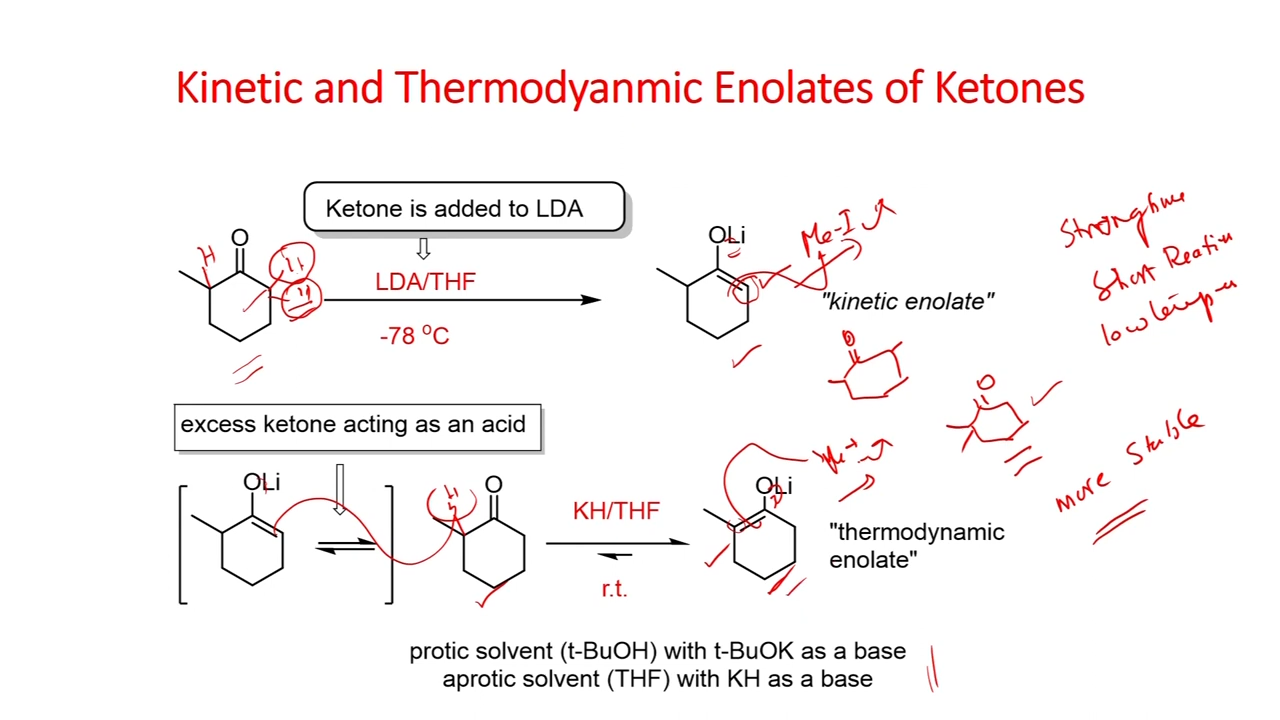 Kinetic and Thermodyanmic Enolates of Ketones
Ketone is added to LDA
O
H
H
H
LDA/THF
-78 °C
OLi
Me-I
"kinetic enolate"
Strong
Short Reation
low temp
O
O
excess ketone acting as an acid
OLi
H
O
KH/THF
r.t.
OLi
"thermodynamic
enolate"
more Stable
protic solvent (t-BuOH) with t-BuOK as a base
aprotic solvent (THF) with KH as a base